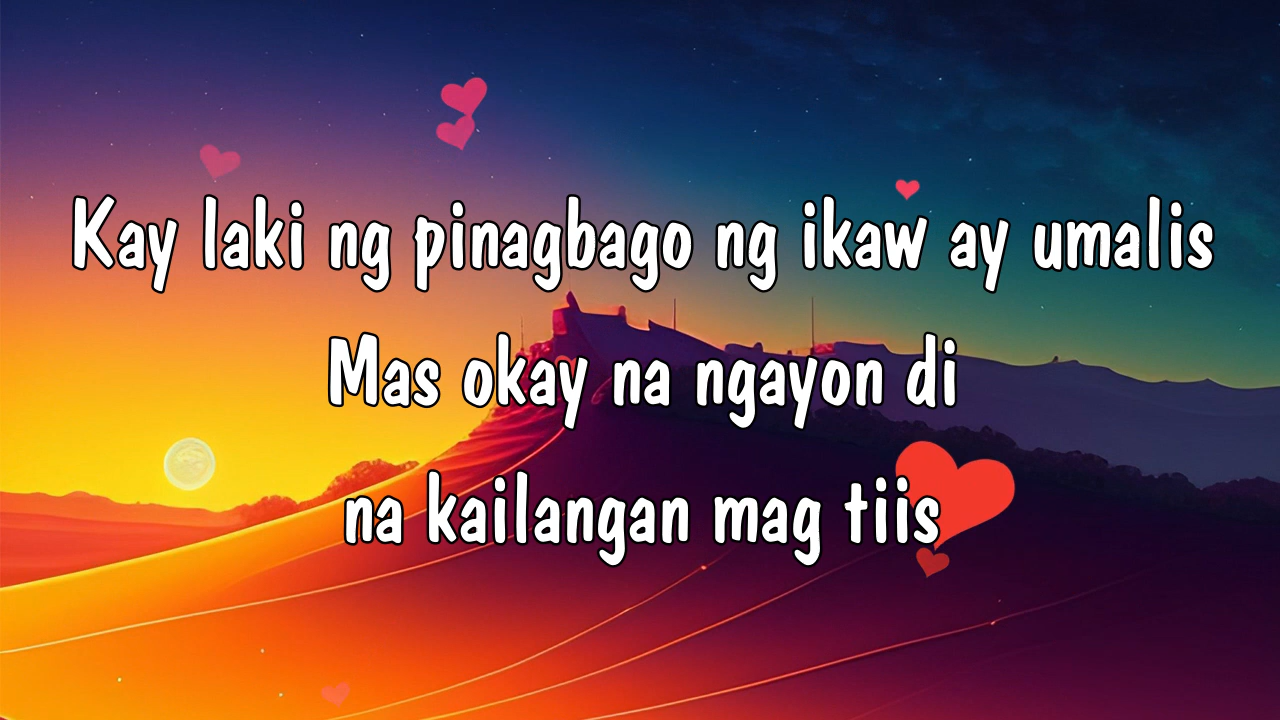 Kay laki ng pinagbago ng ikaw ay umalis
Mas okay na ngayon di
na kailangan mag tiis